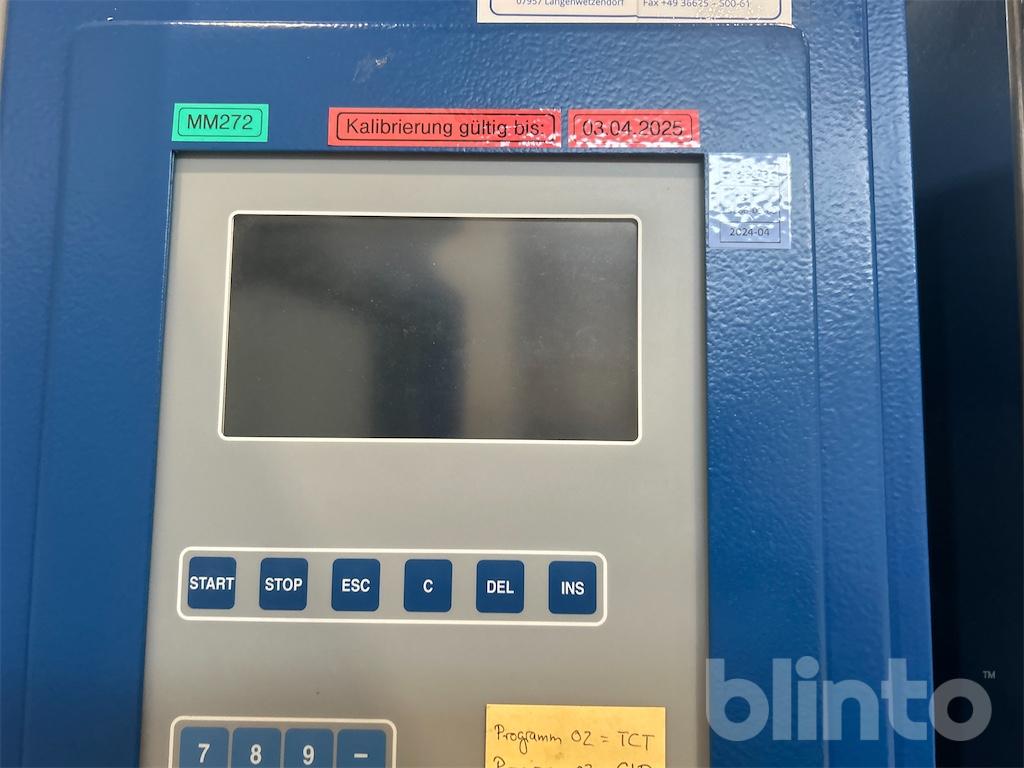 07957 Langenwetzendorf Fax +49 36625 - 500-61
MM272
Kalibrierung gültig bis: 03.04.2025
2024-04
START STOP ESC C DEL INS
7 8 9 -
Programm 02 = TCT
blinto™